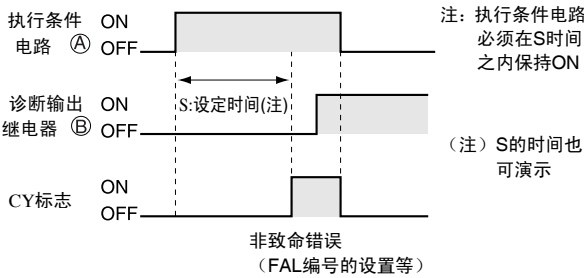 执行条件 ON
电路 Ⓐ OFF
注：执行条件电路
必须在S时间
之内保持ON
S:设定时间(注)
诊断输出 ON
继电器 Ⓑ OFF
（注）S的时间也
可演示
CY标志
ON
OFF
非致命错误
（FAL编号的设置等）